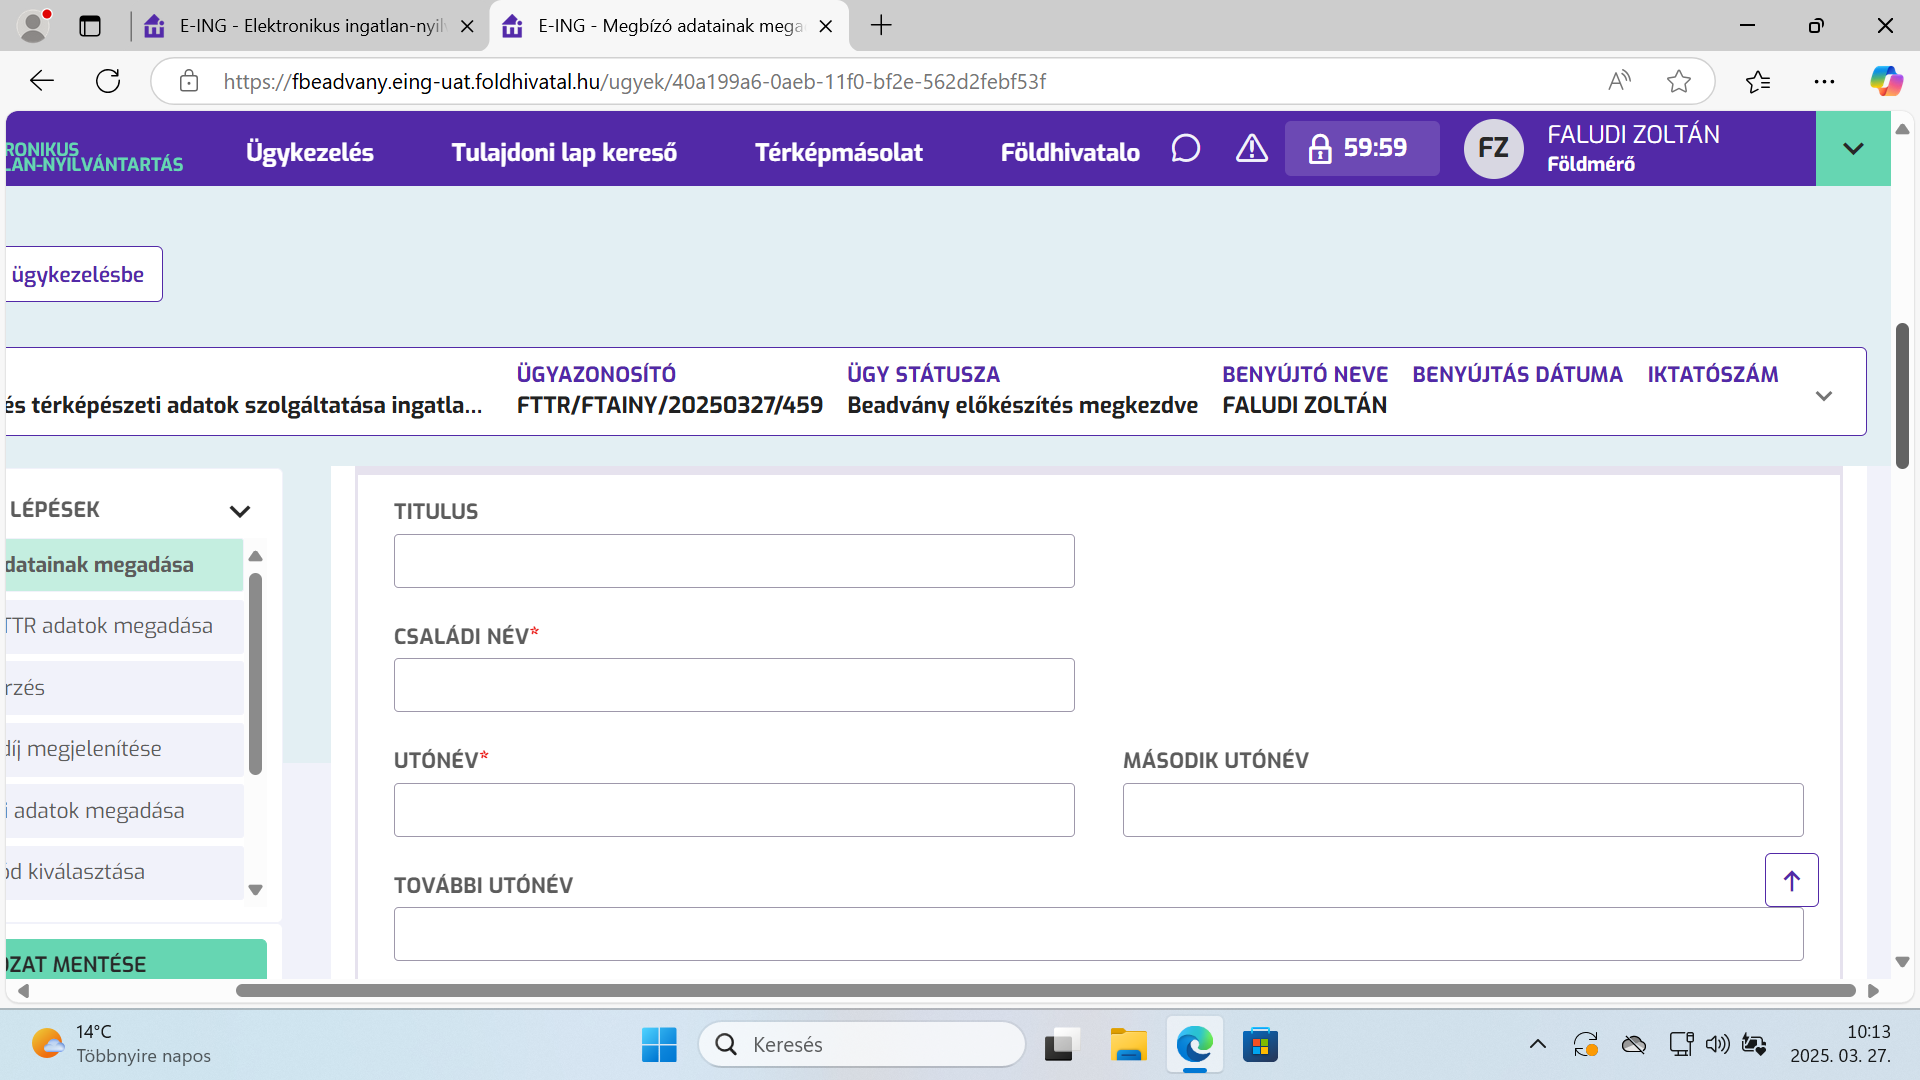 E-ING - Elektronikus ingatlan-nyil
E-ING - Megbízó adatainak mega
https://fbeadvany.eing-uat.foldhivatal.hu/ugyek/40a199a6-0aeb-11f0-bf2e-562d2febf53f
RONIKUS
LAN-NYILVÁNTARTÁS
Ügykezelés
Tulajdoni lap kereső
Térképmásolat
Földhivatalo
59:59
FZ
FALUDI ZOLTÁN
Földmérő
ügykezelésbe
és térképészeti adatok szolgáltatása ingatla...
ÜGYAZONOSÍTÓ
FTTR/FTAINY/20250327/459
ÜGY STÁTUSZA
Beadvány előkészítés megkezdve
BENYÚJTÓ NEVE
FALUDI ZOLTÁN
BENYÚJTÁS DÁTUMA
IKTATÓSZÁM
LÉPÉSEK
datainak megadása
TTR adatok megadása
rzés
díj megjelenítése
i adatok megadása
ód kiválasztása
OZAT MENTÉSE
TITULUS
CSALÁDI NÉV*
UTÓNÉV*
MÁSODIK UTÓNÉV
TOVÁBBI UTÓNÉV
14°C
Többnyire napos
Keresés
10:13
2025. 03. 27.